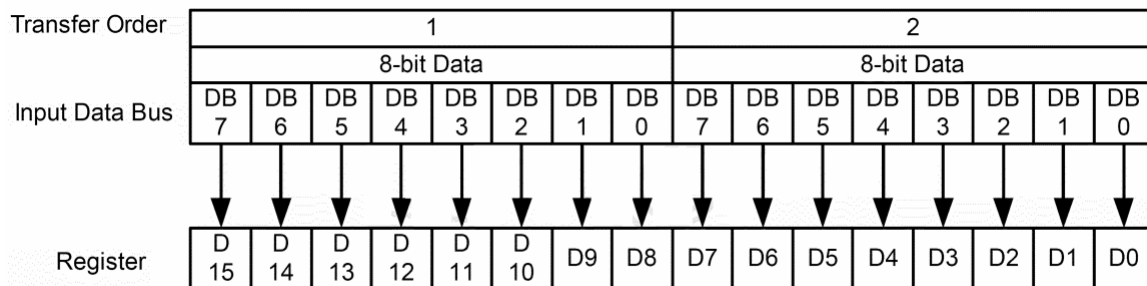 Transfer Order 1 2
8-bit Data 8-bit Data
Input Data Bus DB 7 DB 6 DB 5 DB 4 DB 3 DB 2 DB 1 DB 0 DB 7 DB 6 DB 5 DB 4 DB 3 DB 2 DB 1 DB 0
Register D 15 D 14 D 13 D 12 D 11 D 10 D9 D8 D7 D6 D5 D4 D3 D2 D1 D0